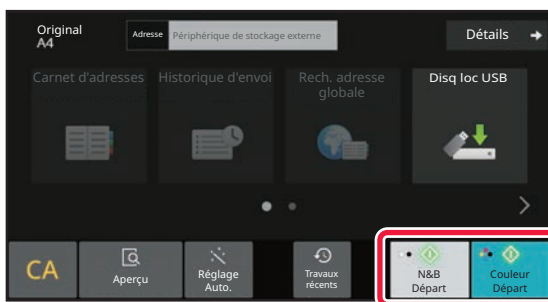 Original
A4
Adresse
Périphérique de stockage externe
Détails
Carnet d'adresses
Historique d'envoi
Rech. adresse
globale
Disq loc USB
CA
Aperçu
Réglage
Auto.
Travaux
récents
N&B
Départ
Couleur
Départ